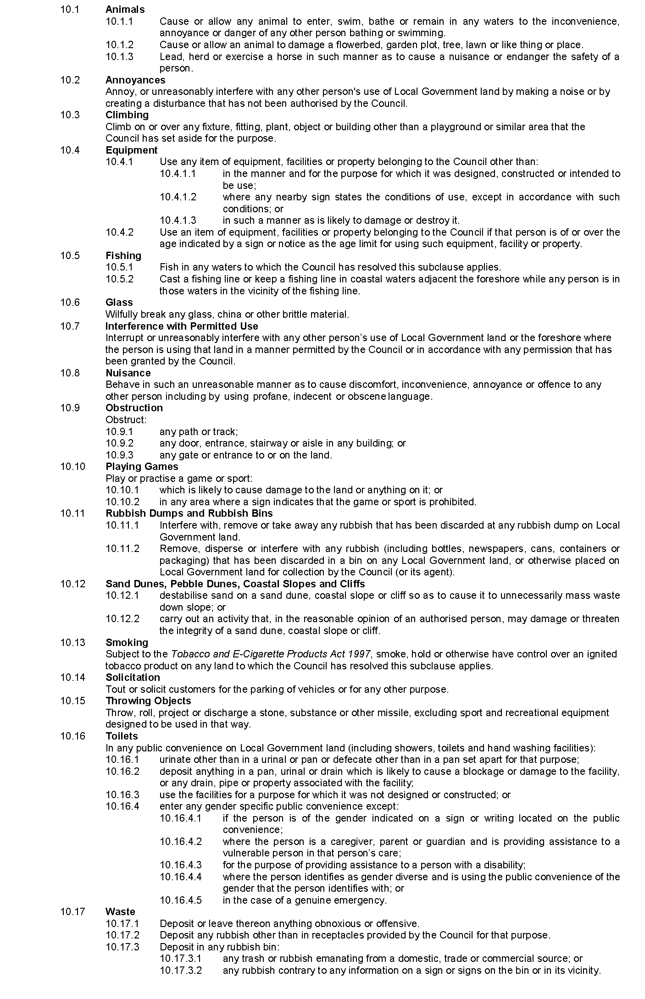 10.1 Animals
10.1.1 Cause or allow any animal to enter, swim, bathe or remain in any waters to the inconvenience,
annoyance or danger of any other person bathing or swimming.
10.1.2 Cause or allow an animal to damage a flowerbed, garden plot, tree, lawn or like thing or place.
10.1.3 Lead, herd or exercise a horse in such manner as to cause a nuisance or endanger the safety of a
person.
10.2 Annoyances
Annoy, or unreasonably interfere with any other person's use of Local Government land by making a noise or by
creating a disturbance that has not been authorised by the Council.
10.3 Climbing
Climb on or over any fixture, fitting, plant, object or building other than a playground or similar area that the
Council has set aside for the purpose.
10.4 Equipment
10.4.1 Use any item of equipment, facilities or property belonging to the Council other than:
10.4.1.1 in the manner and for the purpose for which it was designed, constructed or intended to
be use;
10.4.1.2 where any nearby sign states the conditions of use, except in accordance with such
conditions; or
10.4.1.3 in such a manner as is likely to damage or destroy it.
10.4.2 Use an item of equipment, facilities or property belonging to the Council if that person is of or over the
age indicated by a sign or notice as the age limit for using such equipment, facility or property.
10.5 Fishing
10.5.1 Fish in any waters to which the Council has resolved this subclause applies.
10.5.2 Cast a fishing line or keep a fishing line in coastal waters adjacent the foreshore while any person is in
those waters in the vicinity of the fishing line.
10.6 Glass
Wilfully break any glass, china or other brittle material.
10.7 Interference with Permitted Use
Interrupt or unreasonably interfere with any other person’s use of Local Government land or the foreshore where
the person is using that land in a manner permitted by the Council or in accordance with any permission that has
been granted by the Council.
10.8 Nuisance
Behave in such an unreasonable manner as to cause discomfort, inconvenience, annoyance or offence to any
other person including by using profane, indecent or obscene language.
10.9 Obstruction
Obstruct:
10.9.1 any path or track;
10.9.2 any door, entrance, stairway or aisle in any building; or
10.9.3 any gate or entrance to or on the land.
10.10 Playing Games
Play or practise a game or sport:
10.10.1 which is likely to cause damage to the land or anything on it; or
10.10.2 in any area where a sign indicates that the game or sport is prohibited.
10.11 Rubbish Dumps and Rubbish Bins
10.11.1 Interfere with, remove or take away any rubbish that has been discarded at any rubbish dump on Local
Government land.
10.11.2 Remove, disperse or interfere with any rubbish (including bottles, newspapers, cans, containers or
packaging) that has been discarded in a bin on any Local Government land, or otherwise placed on
Local Government land for collection by the Council (or its agent).
10.12 Sand Dunes, Pebble Dunes, Coastal Slopes and Cliffs
10.12.1 destabilise sand on a sand dune, coastal slope or cliff so as to cause it to unnecessarily mass waste
down slope; or
10.12.2 carry out an activity that, in the reasonable opinion of an authorised person, may damage or threaten
the integrity of a sand dune, coastal slope or cliff.
10.13 Smoking
Subject to the Tobacco and E-Cigarette Products Act 1997, smoke, hold or otherwise have control over an ignited
tobacco product on any land to which the Council has resolved this subclause applies.
10.14 Solicitation
Tout or solicit customers for the parking of vehicles or for any other purpose.
10.15 Throwing Objects
Throw, roll, project or discharge a stone, substance or other missile, excluding sport and recreational equipment
designed to be used in that way.
10.16 Toilets
In any public convenience on Local Government land (including showers, toilets and hand washing facilities):
10.16.1 urinate other than in a urinal or pan or defecate other than in a pan set apart for that purpose;
10.16.2 deposit anything in a pan, urinal or drain which is likely to cause a blockage or damage to the facility,
or any drain, pipe or property associated with the facility;
10.16.3 use the facilities for a purpose for which it was not designed or constructed; or
10.16.4 enter any gender specific public convenience except:
10.16.4.1 if the person is of the gender indicated on a sign or writing located on the public
convenience;
10.16.4.2 where the person is a caregiver, parent or guardian and is providing assistance to a
vulnerable person in that person’s care;
10.16.4.3 for the purpose of providing assistance to a person with a disability;
10.16.4.4 where the person identifies as gender diverse and is using the public convenience of the
gender that the person identifies with; or
10.16.4.5 in the case of a genuine emergency.
10.17 Waste
10.17.1 Deposit or leave thereon anything obnoxious or offensive.
10.17.2 Deposit any rubbish other than in receptacles provided by the Council for that purpose.
10.17.3 Deposit in any rubbish bin:
10.17.3.1 any trash or rubbish emanating from a domestic, trade or commercial source; or
10.17.3.2 any rubbish contrary to any information on a sign or signs on the bin or in its vicinity.